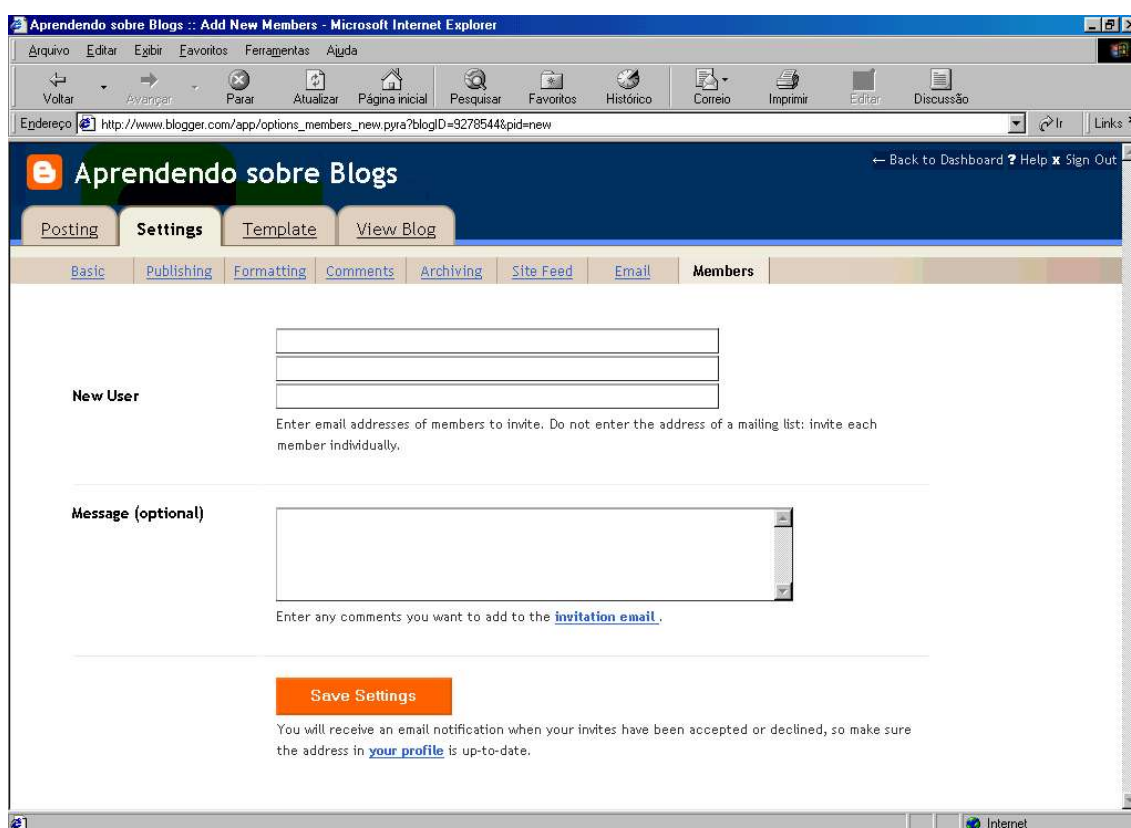 Aprendendo sobre Blogs :: Add New Members - Microsoft Internet Explorer
Arquivo Editar Exibir Favoritos Ferramentas Ajuda
Voltar Avançar Parar Atualizar Página inicial Pesquisar Favoritos Histórico Correio Imprimir Editar Discussão
Endereço http://www.blogger.com/app/options_members_new.pyra?blogID=9278544&pid=new Ir Links
Aprendendo sobre Blogs
← Back to Dashboard ? Help x Sign Out
Posting Settings Template View Blog
Basic Publishing Formatting Comments Archiving Site Feed Email Members
New User
Enter email addresses of members to invite. Do not enter the address of a mailing list: invite each
member individually.
Message (optional)
Enter any comments you want to add to the invitation email .
Save Settings
You will receive an email notification when your invites have been accepted or declined, so make sure
the address in your profile is up-to-date.
Internet